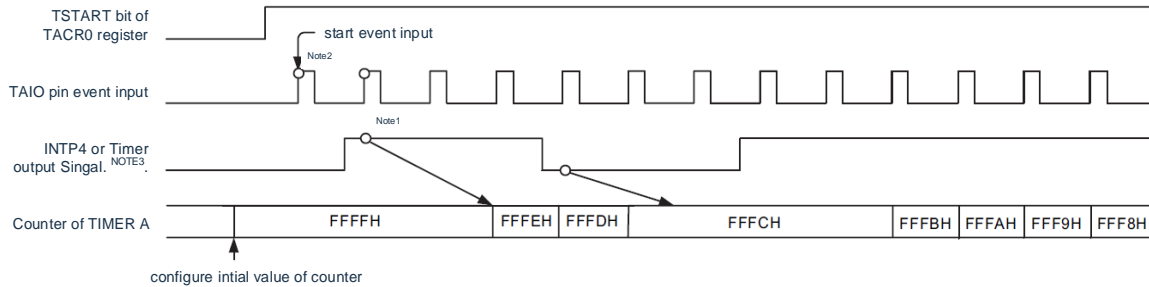 TSTART bit of
TACR0 register
start event input
Note2
TAIO pin event input
Note1
INTP4 or Timer
output Singal. NOTE3.
Counter of TIMER A
FFFFH FFFEH FFFDH FFFCH FFFBH FFFAH FFF9H FFF8H
configure intial value of counter